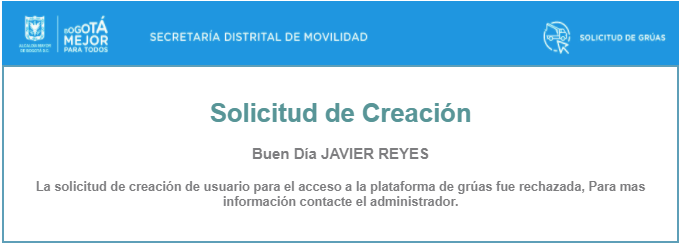 ALCALDÍA MAYOR
DE BOGOTÁ D.C.
BOGOTÁ
MEJOR
PARA TODOS
SECRETARÍA DISTRITAL DE MOVILIDAD
SOLICITUD DE GRÚAS
Solicitud de Creación
Buen Día JAVIER REYES
La solicitud de creación de usuario para el acceso a la plataforma de grúas fue rechazada, Para mas
información contacte el administrador.